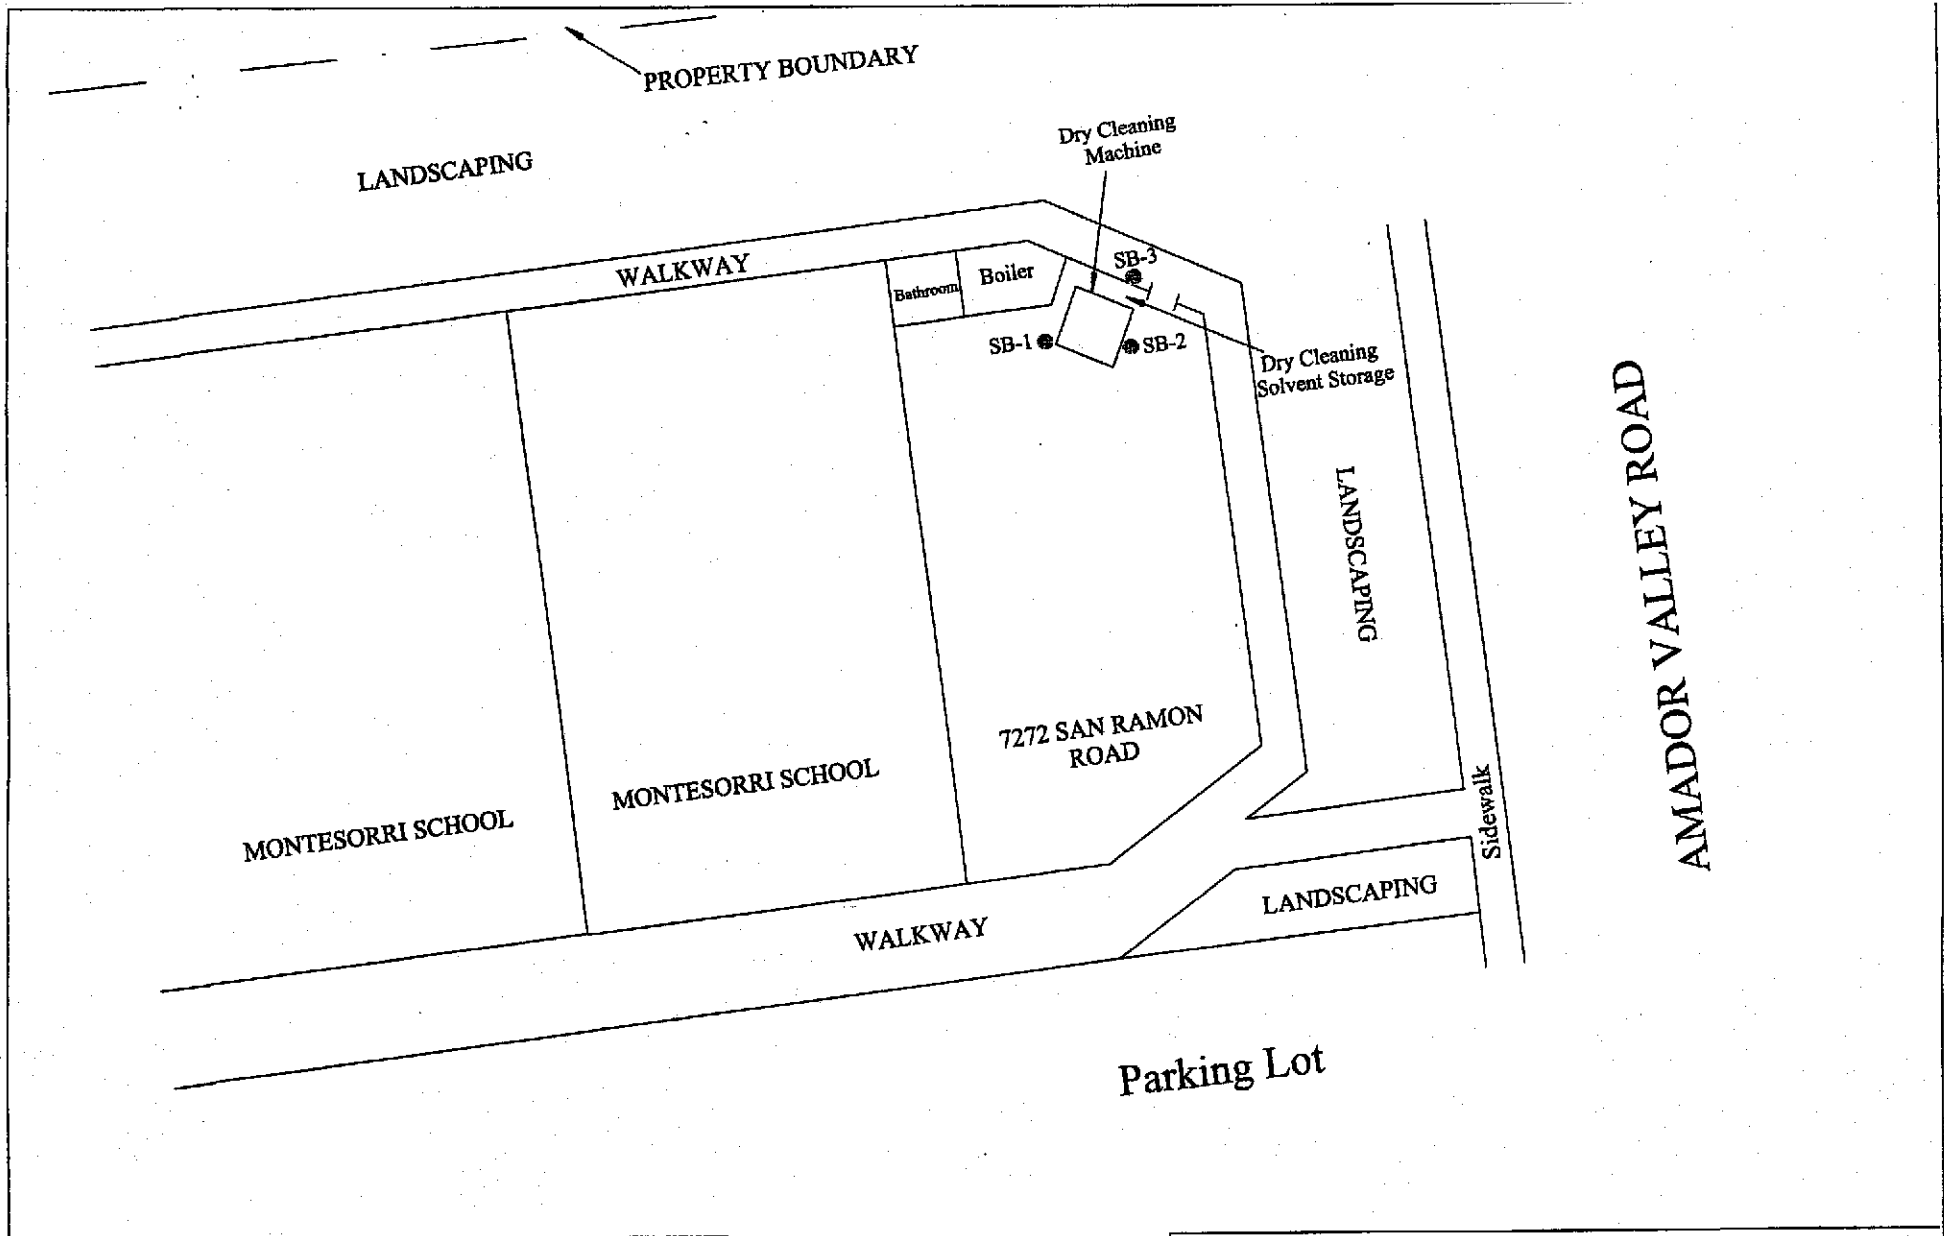 PROPERTY BOUNDARY
LANDSCAPING
Dry Cleaning
Machine
WALKWAY
Bathroom
Boiler
SB-3
SB-1
SB-2
Dry Cleaning
Solvent Storage
LANDSCAPING
AMADOR VALLEY ROAD
7272 SAN RAMON
ROAD
MONTESORRI SCHOOL
MONTESORRI SCHOOL
Sidewalk
LANDSCAPING
WALKWAY
Parking Lot